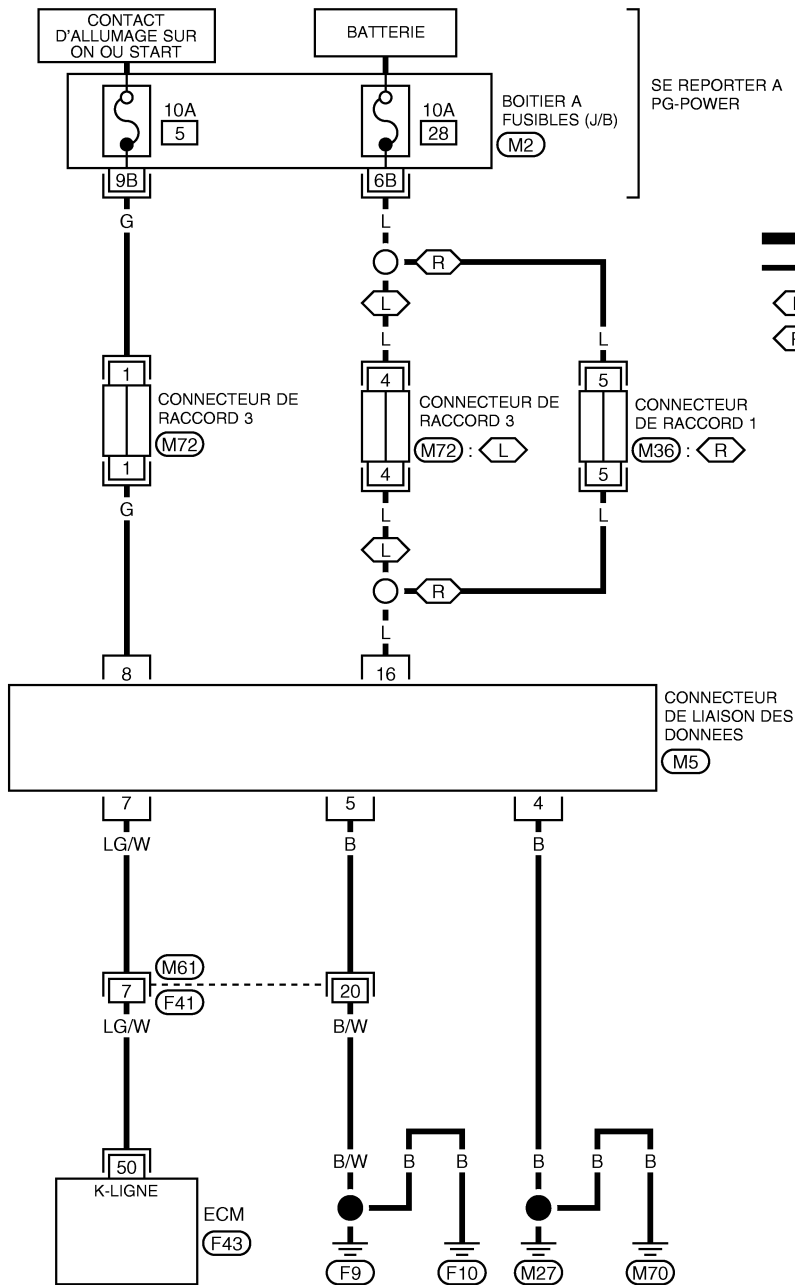 CONTACT
D'ALLUMAGE SUR
ON OU START
BATTERIE
10A
5
10A
28
BOITIER A
FUSIBLES (J/B)
M2
SE REPORTER A
PG-POWER
9B
6B
G
L
R
L
L
L
1
4
5
CONNECTEUR DE
RACCORD 3
M72
CONNECTEUR DE
RACCORD 3
M72 : L
CONNECTEUR
DE RACCORD 1
M36 : R
1
4
5
G
L
L
L
R
L
8
16
CONNECTEUR
DE LIAISON DES
DONNEES
M5
7
5
4
LG/W
B
B
M61
7
20
F41
LG/W
B/W
50
K-LIGNE
ECM
F43
B/W
B
B
B
B
B
F9
F10
M27
M70